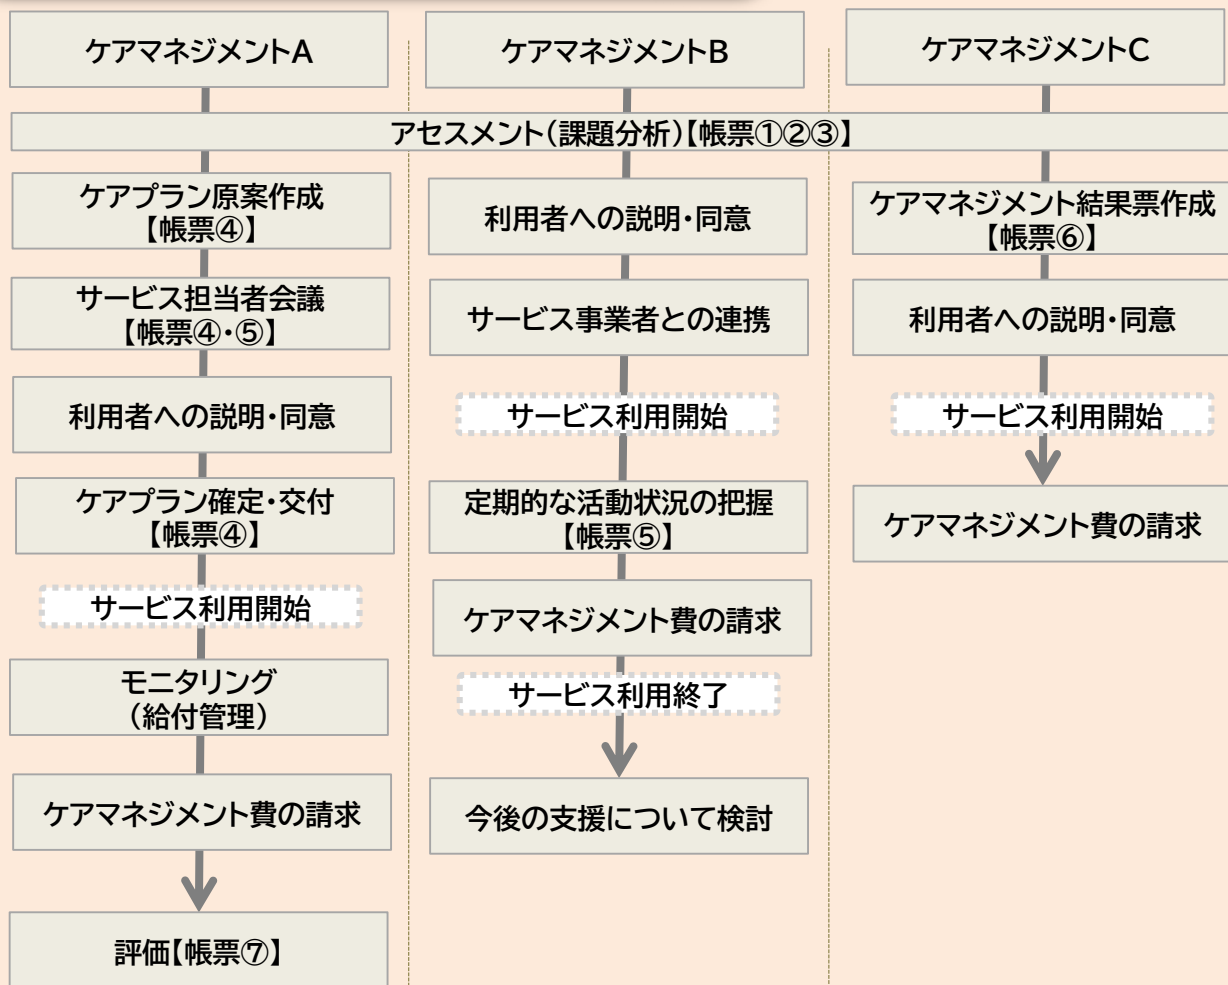 ケアマネジメントA
ケアマネジメントB
ケアマネジメントC
アセスメント(課題分析)【帳票①②③】
ケアプラン原案作成
【帳票④】
サービス担当者会議
【帳票④・⑤】
利用者への説明・同意
ケアプラン確定・交付
【帳票④】
サービス利用開始
モニタリング
(給付管理)
ケアマネジメント費の請求
評価【帳票⑦】
利用者への説明・同意
サービス事業者との連携
サービス利用開始
定期的な活動状況の把握
【帳票⑤】
ケアマネジメント費の請求
サービス利用終了
今後の支援について検討
ケアマネジメント結果票作成
【帳票⑥】
利用者への説明・同意
サービス利用開始
ケアマネジメント費の請求